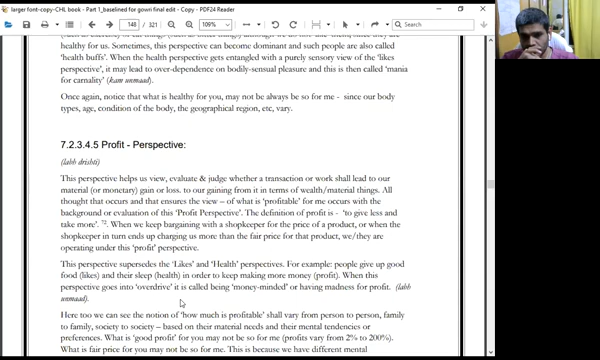 larger font-copy-CHL book - Part 1_baselined for gowri final edit - Copy - PDF24 Reader
148 / 321
109%
healthy for us. Sometimes, this perspective can become dominant and such people are also called
'health buffs'. When the health perspective gets entangled with a purely sensory view of the 'likes
perspective', it may lead to over-dependence on bodily-sensual pleasure and this is then called 'mania
for carnality' (kam unmaad).
Once again, notice that what is healthy for you, may not be always be so for me - since our body
types, age, condition of the body, the geographical region, etc, vary.
7.2.3.4.5 Profit - Perspective:
(labh drishti)
This perspective helps us view, evaluate & judge whether a transaction or work shall lead to our
material (or monetary) gain or loss. to our gaining from it in terms of wealth/material things. All
thought that occurs and that ensures the view – of what is 'profitable' for me occurs with the
background or evaluation of this 'Profit Perspective'. The definition of profit is - 'to give less and
take more'. 72. When we keep bargaining with a shopkeeper for the price of a product, or when the
shopkeeper in turn ends up charging us more than the fair price for that product, we/they are
operating under this 'profit' perspective.
This perspective supersedes the 'Likes' and 'Health' perspectives. For example: people give up good
food (likes) and their sleep (health) in order to keep making more money (profit). When this
perspective goes into 'overdrive' it is called being 'money-minded' or having madness for profit. (labh
unmaad).
Here too we can see the notion of 'how much is profitable' shall vary from person to person, family
to family, society to society – based on their material needs and their mental tendencies or
preferences. What is 'good profit' for you may not be so for me (profits vary from 2% to 200%).
What is fair price for you may not be so for me. This is because we have different mental